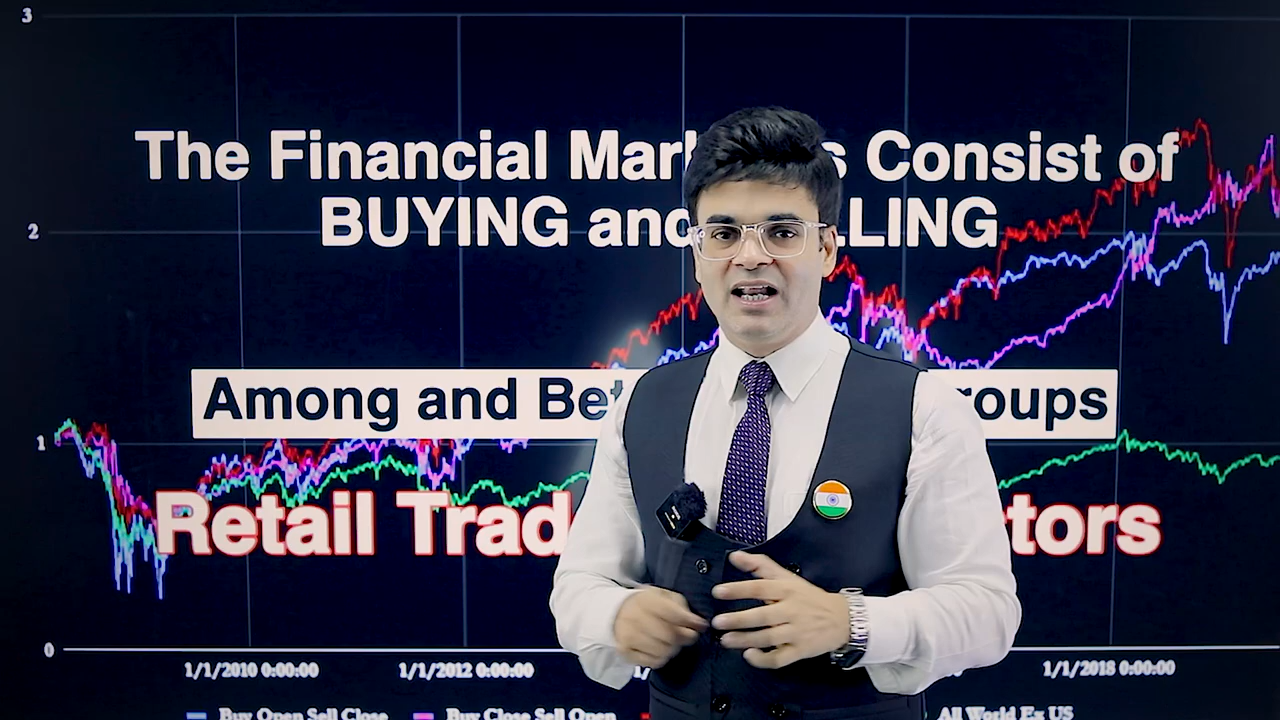 3
The Financial Mar s Consist of
2
BUYING and LLING
Among and Bet roups
1
Retail Trad tors
0
1/1/2010 0:00:00 1/1/2012 0:00:00 1/1/2018 0:00:00
Buy Open Sell Close Buy Close Sell Open All World Ex US